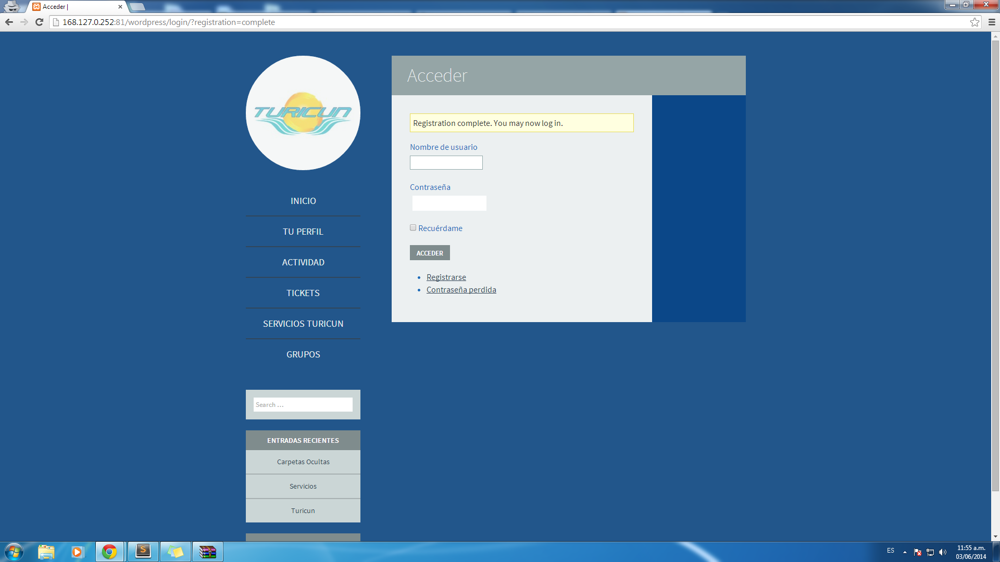 Acceder |
168.127.0.252:81/wordpress/login/?registration=complete
TURICUN
INICIO
TU PERFIL
ACTIVIDAD
TICKETS
SERVICIOS TURICUN
GRUPOS
Search ...
ENTRADAS RECIENTES
Carpetas Ocultas
Servicios
Turicun
Acceder
Registration complete. You may now log in.
Nombre de usuario
Contraseña
Recuérdame
ACCEDER
Registrarse
Contraseña perdida
S
ES
11:55 a.m.
03/06/2014